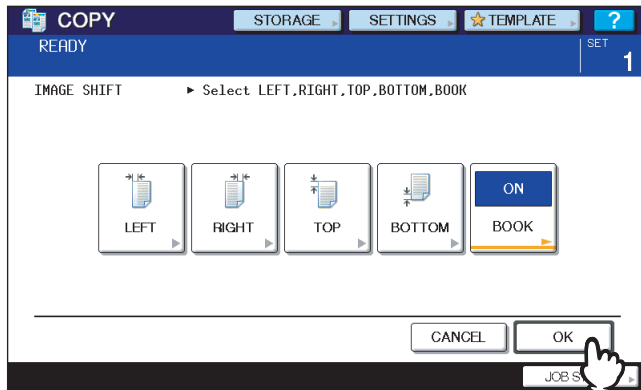 COPY STORAGE SETTINGS TEMPLATE ?
READY SET
1
IMAGE SHIFT ► Select LEFT,RIGHT,TOP,BOTTOM,BOOK
ON
LEFT RIGHT TOP BOTTOM BOOK
CANCEL OK
JOB